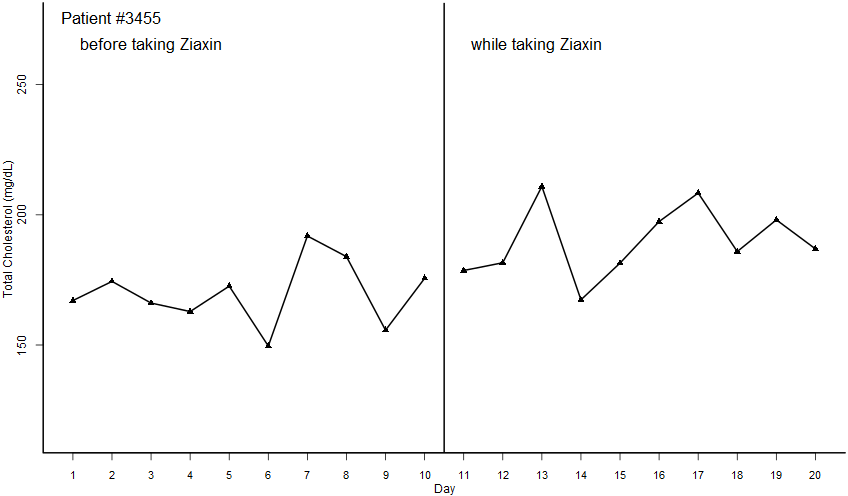 Patient #3455
before taking Ziaxin
while taking Ziaxin
250
200
150
Total Cholesterol (mg/dL)
1 2 3 4 5 6 7 8 9 10 11 12 13 14 15 16 17 18 19 20
Day